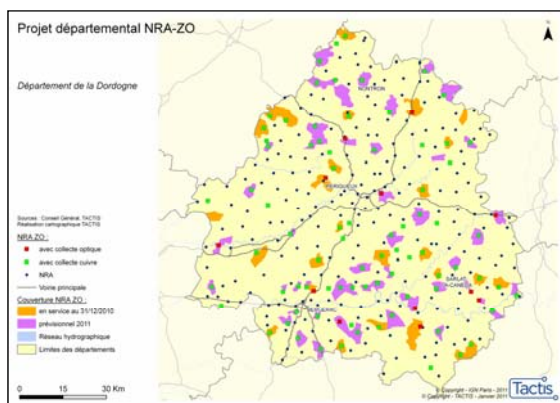 Projet départemental NRA-ZO
Département de la Dordogne
NONTRON
PERIGUEUX
SARLAT-
A-CANEDA
BERGERAC
Sources : Conseil Général, TACTIS
Réalisation cartographique TACTIS
NRA ZO :
avec collecte optique
avec collecte cuivre
NRA
Voirie principale
Couverture NRA ZO :
en service au 31/12/2010
prévisionnel 2011
Réseau hydrographique
Limites des départements
0 15 30 Km
© Copyright - IGN Paris - 2011
© Copyright - TACTIS - Janvier 2011
Tactis